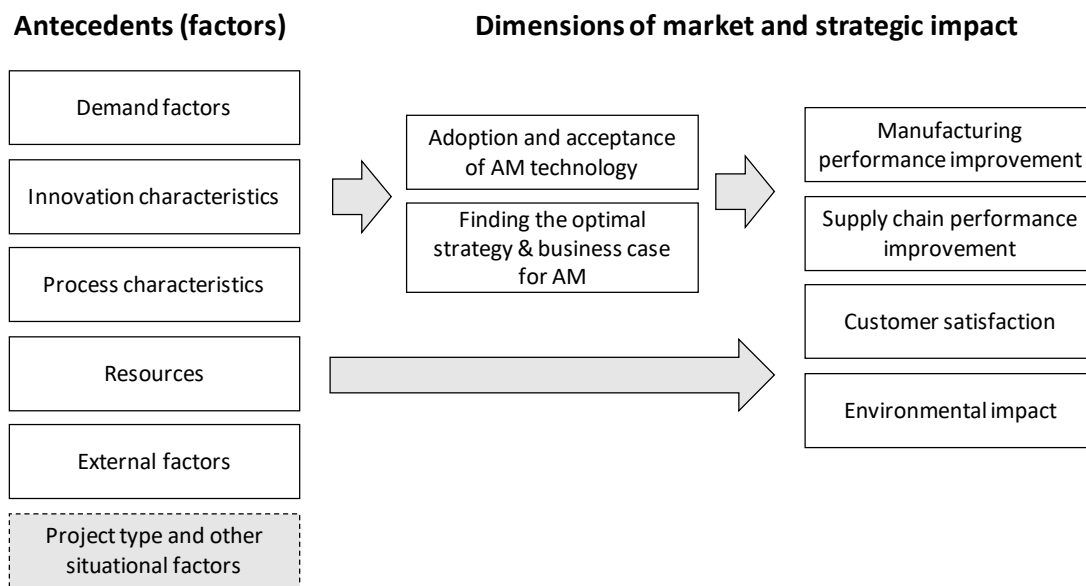 Antecedents (factors)
Dimensions of market and strategic impact
Demand factors
Innovation characteristics
Process characteristics
Resources
External factors
Project type and other
situational factors
Adoption and acceptance
of AM technology
Finding the optimal
strategy & business case
for AM
Manufacturing
performance improvement
Supply chain performance
improvement
Customer satisfaction
Environmental impact